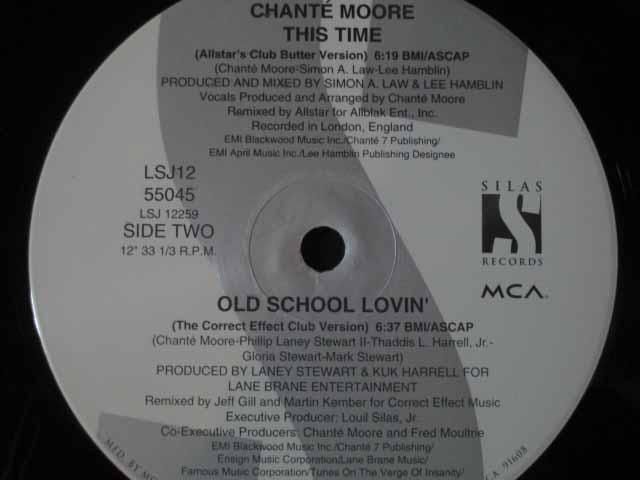 CHANTÉ MOORE
THIS TIME
(Allstar's Club Butter Version) 6:19 BMI/ASCAP
(Chanté Moore-Simon A. Law-Lee Hamblin)
PRODUCED AND MIXED BY SIMON A. LAW & LEE HAMBLIN
Vocals Produced and Arranged by Chanté Moore
Remixed by Allstar for Allblak Ent., Inc.
Recorded in London, England
EMI Blackwood Music Inc./Chanté 7 Publishing/
EMI April Music Inc./Lee Hamblin Publishing Designee
LSJ12
55045
LSJ 12259
SIDE TWO
12" 33 1/3 R.P.M.
SILAS
S
RECORDS
MCA
OLD SCHOOL LOVIN'
(The Correct Effect Club Version) 6:37 BMI/ASCAP
(Chanté Moore-Phillip Laney Stewart II-Thaddis L. Harrell, Jr.-
Gloria Stewart-Mark Stewart)
PRODUCED BY LANEY STEWART & KUK HARRELL FOR
LANE BRANE ENTERTAINMENT
Remixed by Jeff Gill and Martin Kember for Correct Effect Music
Executive Producer: Louil Silas, Jr.
Co-Executive Producers: Chanté Moore and Fred Moultrie
EMI Blackwood Music Inc./Chanté 7 Publishing/
Ensign Music Corporation/Lane Brane Music/
Famous Music Corporation/Tunes On The Verge Of Insanity/
MFD. BY
91608